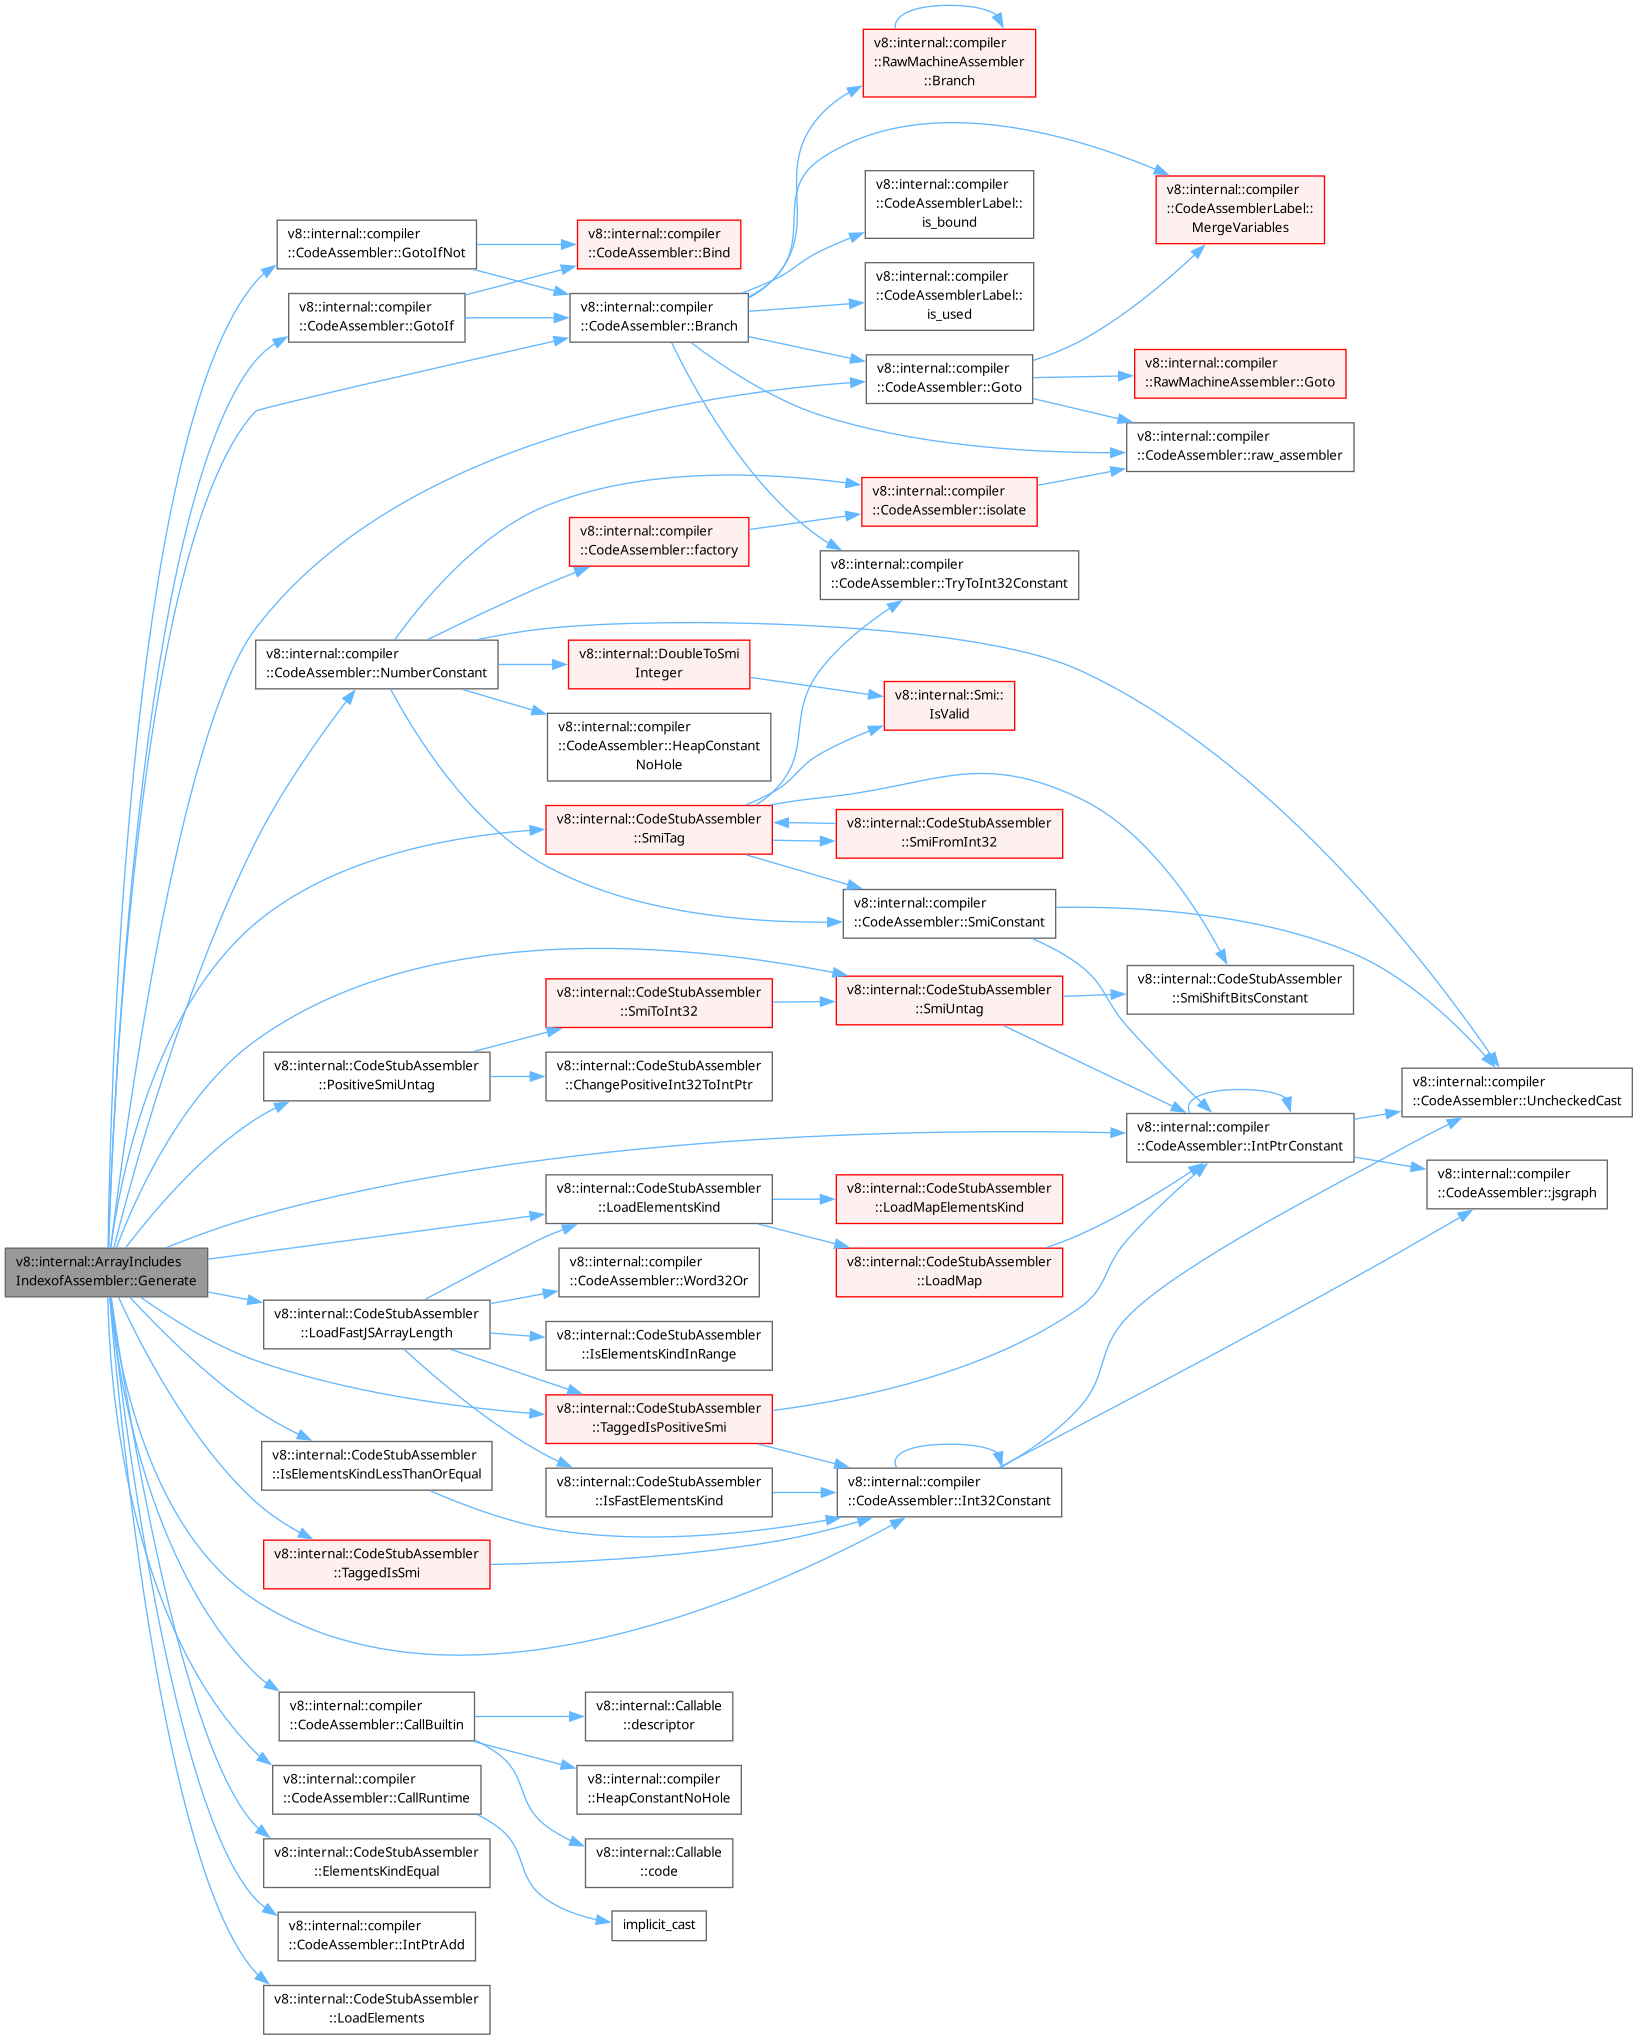 v8::internal::compiler
::RawMachineAssembler
::Branch
v8::internal::compiler
::CodeAssemblerLabel::
is_bound
v8::internal::compiler
::CodeAssemblerLabel::
MergeVariables
v8::internal::compiler
::CodeAssembler::GotoIfNot
v8::internal::compiler
::CodeAssembler::Bind
v8::internal::compiler
::CodeAssemblerLabel::
is_used
v8::internal::compiler
::CodeAssembler::GotoIf
v8::internal::compiler
::CodeAssembler::Branch
v8::internal::compiler
::CodeAssembler::Goto
v8::internal::compiler
::RawMachineAssembler::Goto
v8::internal::compiler
::CodeAssembler::raw_assembler
v8::internal::compiler
::CodeAssembler::isolate
v8::internal::compiler
::CodeAssembler::factory
v8::internal::compiler
::CodeAssembler::TryToInt32Constant
v8::internal::compiler
::CodeAssembler::NumberConstant
v8::internal::DoubleToSmi
Integer
v8::internal::Smi::
IsValid
v8::internal::compiler
::CodeAssembler::HeapConstant
NoHole
v8::internal::CodeStubAssembler
::SmiTag
v8::internal::CodeStubAssembler
::SmiFromInt32
v8::internal::compiler
::CodeAssembler::SmiConstant
v8::internal::CodeStubAssembler
::SmiShiftBitsConstant
v8::internal::CodeStubAssembler
::SmiToInt32
v8::internal::CodeStubAssembler
::SmiUntag
v8::internal::CodeStubAssembler
::PositiveSmiUntag
v8::internal::CodeStubAssembler
::ChangePositiveInt32ToIntPtr
v8::internal::compiler
::CodeAssembler::UncheckedCast
v8::internal::compiler
::CodeAssembler::IntPtrConstant
v8::internal::compiler
::CodeAssembler::jsgraph
v8::internal::CodeStubAssembler
::LoadElementsKind
v8::internal::CodeStubAssembler
::LoadMapElementsKind
v8::internal::ArrayIncludes
IndexofAssembler::Generate
v8::internal::compiler
::CodeAssembler::Word32Or
v8::internal::CodeStubAssembler
::LoadMap
v8::internal::CodeStubAssembler
::LoadFastJSArrayLength
v8::internal::CodeStubAssembler
::IsElementsKindInRange
v8::internal::CodeStubAssembler
::TaggedIsPositiveSmi
v8::internal::CodeStubAssembler
::IsElementsKindLessThanOrEqual
v8::internal::CodeStubAssembler
::IsFastElementsKind
v8::internal::compiler
::CodeAssembler::Int32Constant
v8::internal::CodeStubAssembler
::TaggedIsSmi
v8::internal::compiler
::CodeAssembler::CallBuiltin
v8::internal::Callable
::descriptor
v8::internal::compiler
::HeapConstantNoHole
v8::internal::compiler
::CodeAssembler::CallRuntime
v8::internal::Callable
::code
v8::internal::CodeStubAssembler
::ElementsKindEqual
implicit_cast
v8::internal::compiler
::CodeAssembler::IntPtrAdd
v8::internal::CodeStubAssembler
::LoadElements